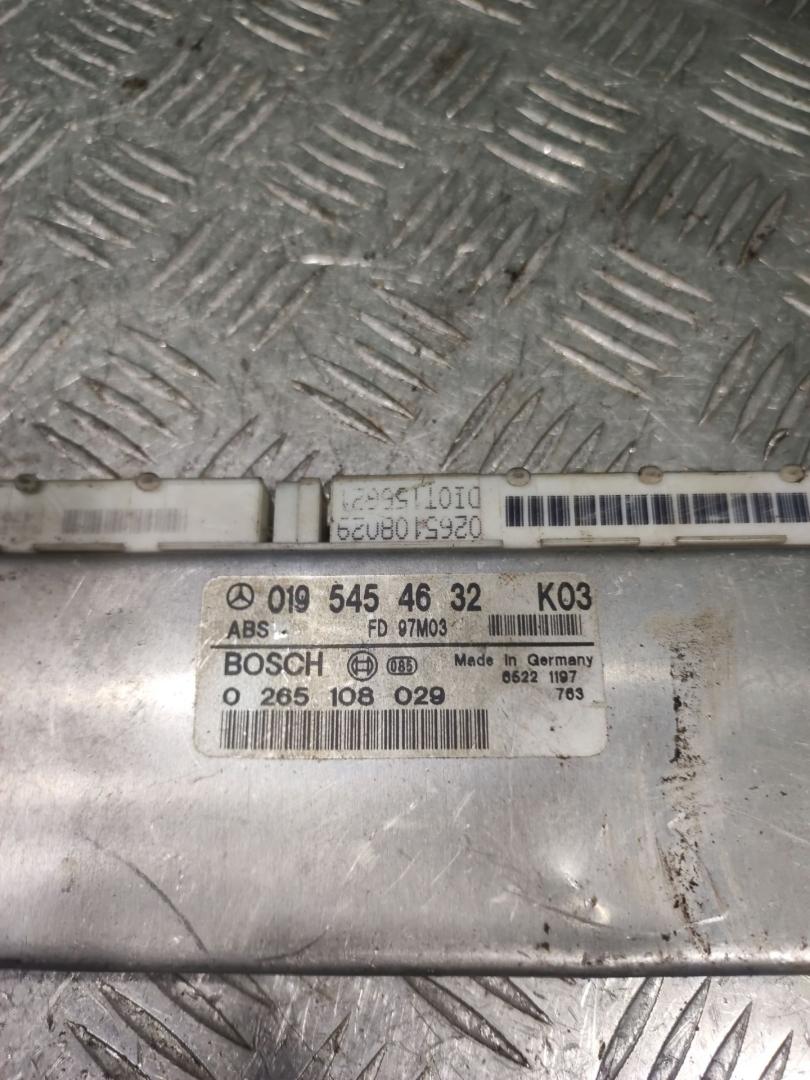 DIOT156621
0265108029
019 545 46 32 K03
ABS FD 97M03
BOSCH 085 Made in Germany
0 265 108 029 6522 1197
763